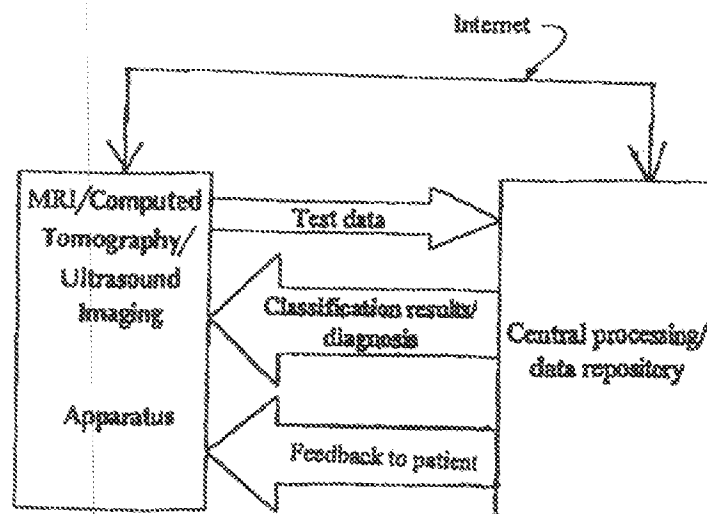 Internet
MRI/Computed
Tomography/
Ultrasound
Imaging
Apparatus
Test data
Classification results/
diagnosis
Feedback to patient
Central processing/
data repository